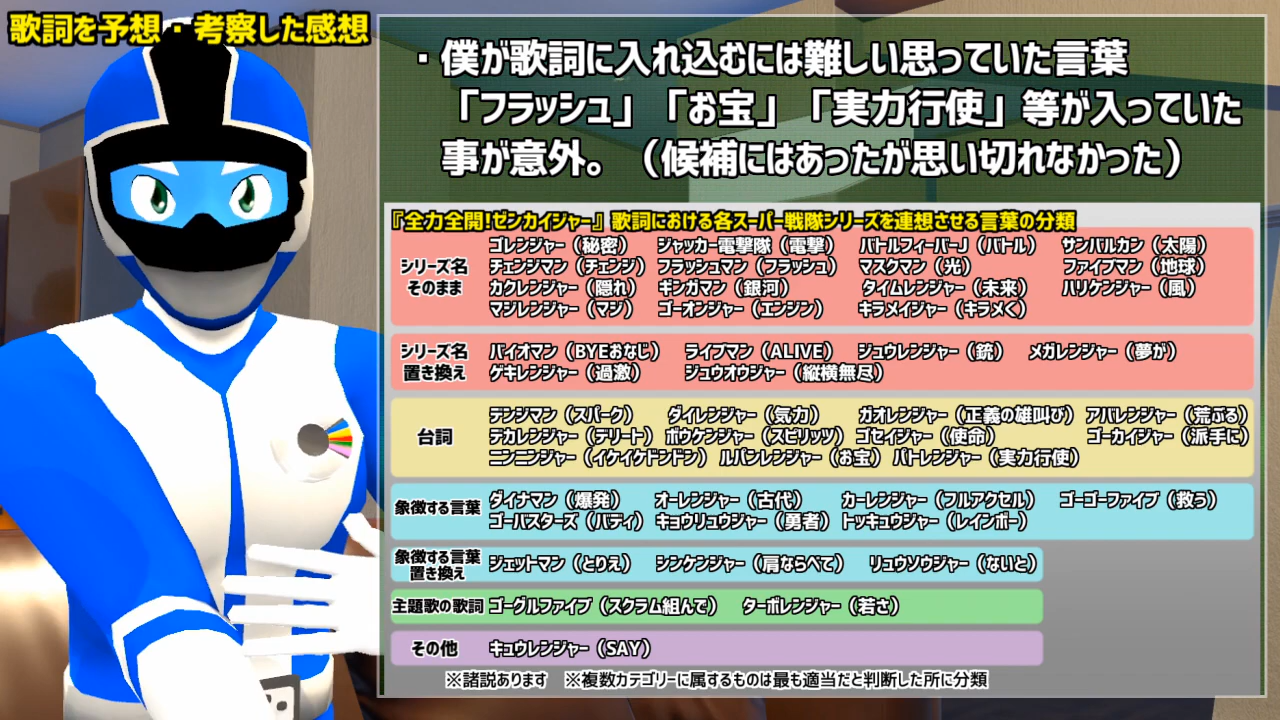 歌詞を予想・考察した感想
・僕が歌詞に入れ込むには難しい思っていた言葉
「フラッシュ」「お宝」「実力行使」等が入っていた
事が意外。（候補にはあったが思い切れなかった）
『全力全開!ゼンカイジャー』歌詞における各スーパー戦隊シリーズを連想させる言葉の分類
シリーズ名
そのまま
ゴレンジャー（秘密） ジャッカー電撃隊（電撃） バトルフィーバーJ（バトル） サンバルカン（太陽）
チェンジマン（チェンジ） フラッシュマン（フラッシュ） マスクマン（光） ファイブマン（地球）
カクレンジャー（隠れ） ギンガマン（銀河） タイムレンジャー（未来） ハリケンジャー（風）
マジレンジャー（マジ） ゴーオンジャー（エンジン） キラメイジャー（キラメく）
シリーズ名
置き換え
バイオマン（BYEおなじ） ライブマン（ALIVE） ジュウレンジャー（銃） メガレンジャー（夢が）
ゲキレンジャー（過激） ジュウオウジャー（縦横無尽）
台詞
デンジマン（スパーク） ダイレンジャー（気力） ガオレンジャー（正義の雄叫び） アバレンジャー（荒ぶる）
デカレンジャー（デリート） ボウケンジャー（スピリッツ） ゴセイジャー（使命） ゴーカイジャー（派手に）
ニンニンジャー（イケイケドンドン） ルパンレンジャー（お宝） パトレンジャー（実力行使）
象徴する言葉
ダイナマン（爆発） オーレンジャー（古代） カーレンジャー（フルアクセル） ゴーゴーファイブ（救う）
ゴーバスターズ（バディ） キョウリュウジャー（勇者） トッキュウジャー（レインボー）
象徴する言葉
置き換え
ジェットマン（とりえ） シンケンジャー（肩ならべて） リュウソウジャー（ないと）
主題歌の歌詞 ゴーグルファイブ（スクラム組んで） ターボレンジャー（若さ）
その他 キュウレンジャー（SAY）
※諸説あります ※複数カテゴリーに属するものは最も適当だと判断した所に分類